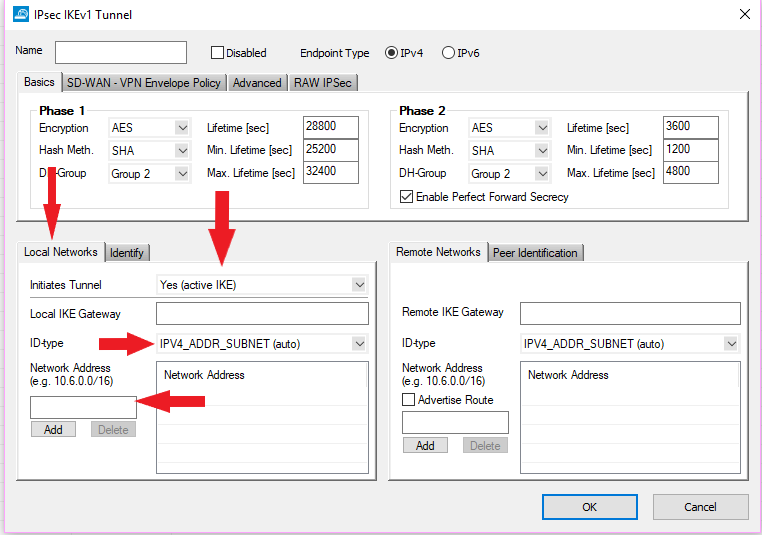 IPsec IKEv1 Tunnel
Name Disabled Endpoint Type IPv4 IPv6
Basics SD-WAN - VPN Envelope Policy Advanced RAW IPSec
Phase 1
Encryption AES Lifetime [sec] 28800
Hash Meth. SHA Min. Lifetime [sec] 25200
DH-Group Group 2 Max. Lifetime [sec] 32400
Phase 2
Encryption AES Lifetime [sec] 3600
Hash Meth. SHA Min. Lifetime [sec] 1200
DH-Group Group 2 Max. Lifetime [sec] 4800
Enable Perfect Forward Secrecy
Local Networks Identify
Initiates Tunnel Yes (active IKE)
Local IKE Gateway
ID-type IPV4_ADDR_SUBNET (auto)
Network Address
(e.g. 10.6.0.0/16)
Network Address
Add Delete
Remote Networks Peer Identification
Remote IKE Gateway
ID-type IPV4_ADDR_SUBNET (auto)
Network Address
(e.g. 10.6.0.0/16)
Network Address
Advertise Route
Add Delete
OK Cancel